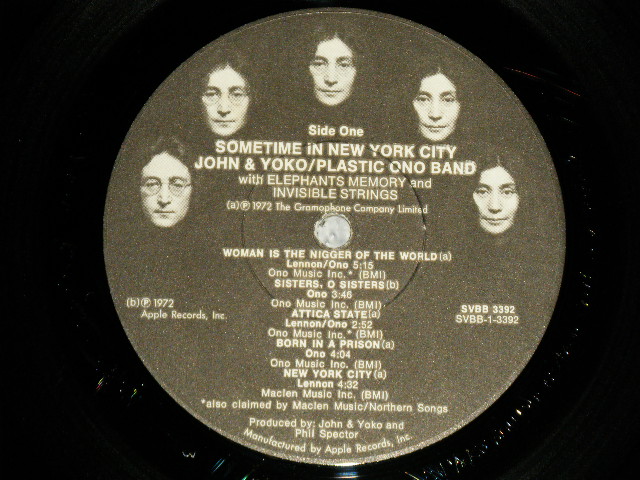 Side One
SOMETIME IN NEW YORK CITY
JOHN & YOKO/PLASTIC ONO BAND
with ELEPHANTS MEMORY and
INVISIBLE STRINGS
(a)℗1972 The Gramophone Company Limited
WOMAN IS THE NIGGER OF THE WORLD(a)
Lennon/Ono 5:15
Ono Music Inc.* (BMI)
SISTERS, O SISTERS(b)
Ono 3:46
Ono Music Inc. (BMI)
ATTICA STATE(a)
Lennon/Ono 2:52
Ono Music Inc.* (BMI)
BORN IN A PRISON(a)
Ono 4:04
Ono Music Inc. (BMI)
NEW YORK CITY(a)
Lennon 4:32
Maclen Music Inc. (BMI)
*also claimed by Maclen Music/Northern Songs
(b)℗ 1972
Apple Records, Inc.
SVBB 3392
SVBB-1-3392
Produced by: John & Yoko and
Phil Spector
Manufactured by Apple Records, Inc.